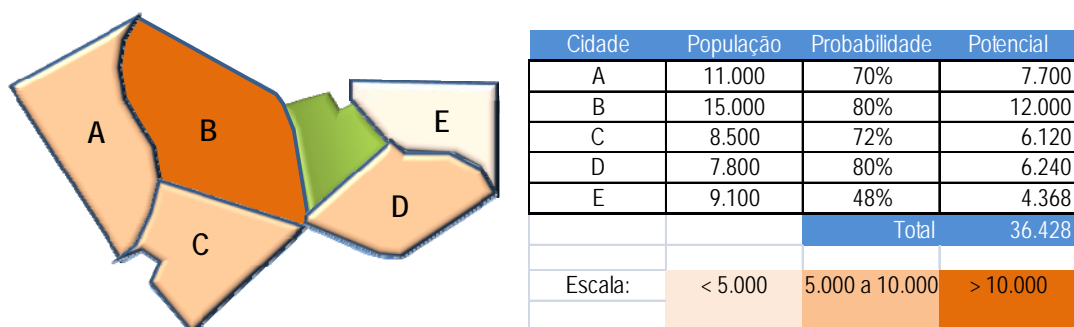 A
B
C
D
E
Cidade População Probabilidade Potencial
A 11.000 70% 7.700
B 15.000 80% 12.000
C 8.500 72% 6.120
D 7.800 80% 6.240
E 9.100 48% 4.368
Total 36.428
Escala: < 5.000 5.000 a 10.000 > 10.000